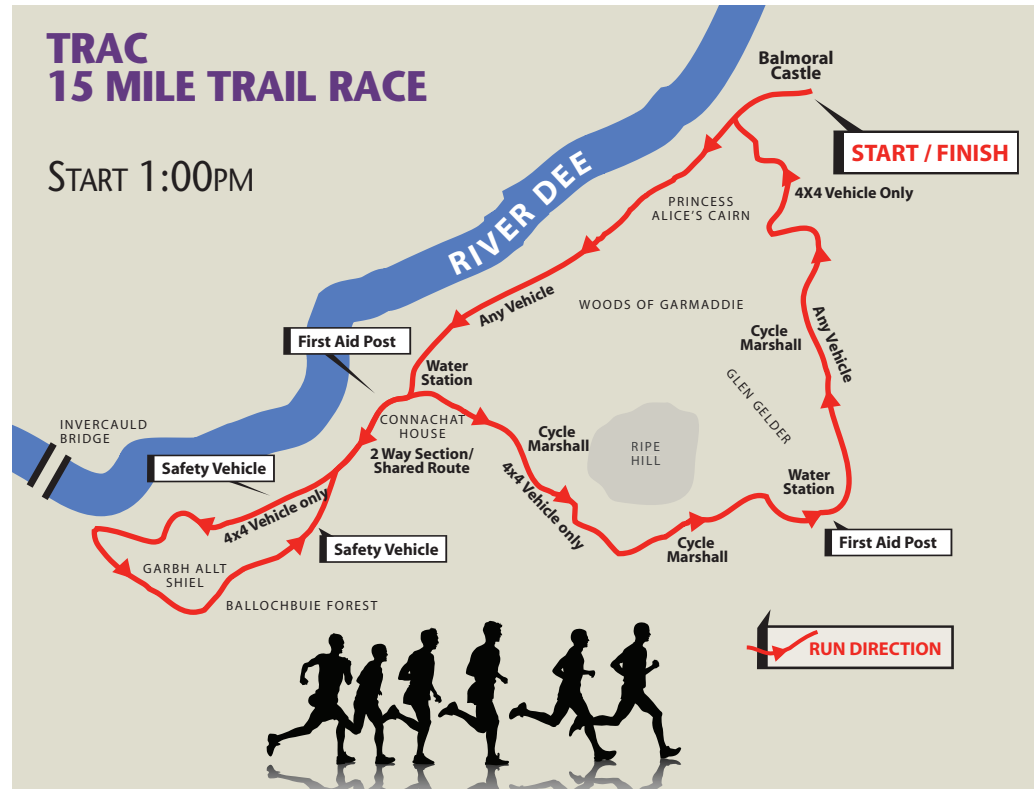 TRAC
15 MILE TRAIL RACE
START 1:00PM
Balmoral
Castle
START / FINISH
4X4 Vehicle Only
PRINCESS
ALICE'S CAIRN
RIVER DEE
Any Vehicle
WOODS OF GARMADDIE
Cycle
Marshall
Any Vehicle
GLEN GELDER
First Aid Post
Water
Station
CONNACHAT
HOUSE
2 Way Section/
Shared Route
INVERCAULD
BRIDGE
Safety Vehicle
4x4 Vehicle only
Cycle
Marshall
RIPE
HILL
4x4 Vehicle only
Water
Station
First Aid Post
Cycle
Marshall
Safety Vehicle
GARBH ALLT
SHIEL
BALLOCHBUIE FOREST
RUN DIRECTION